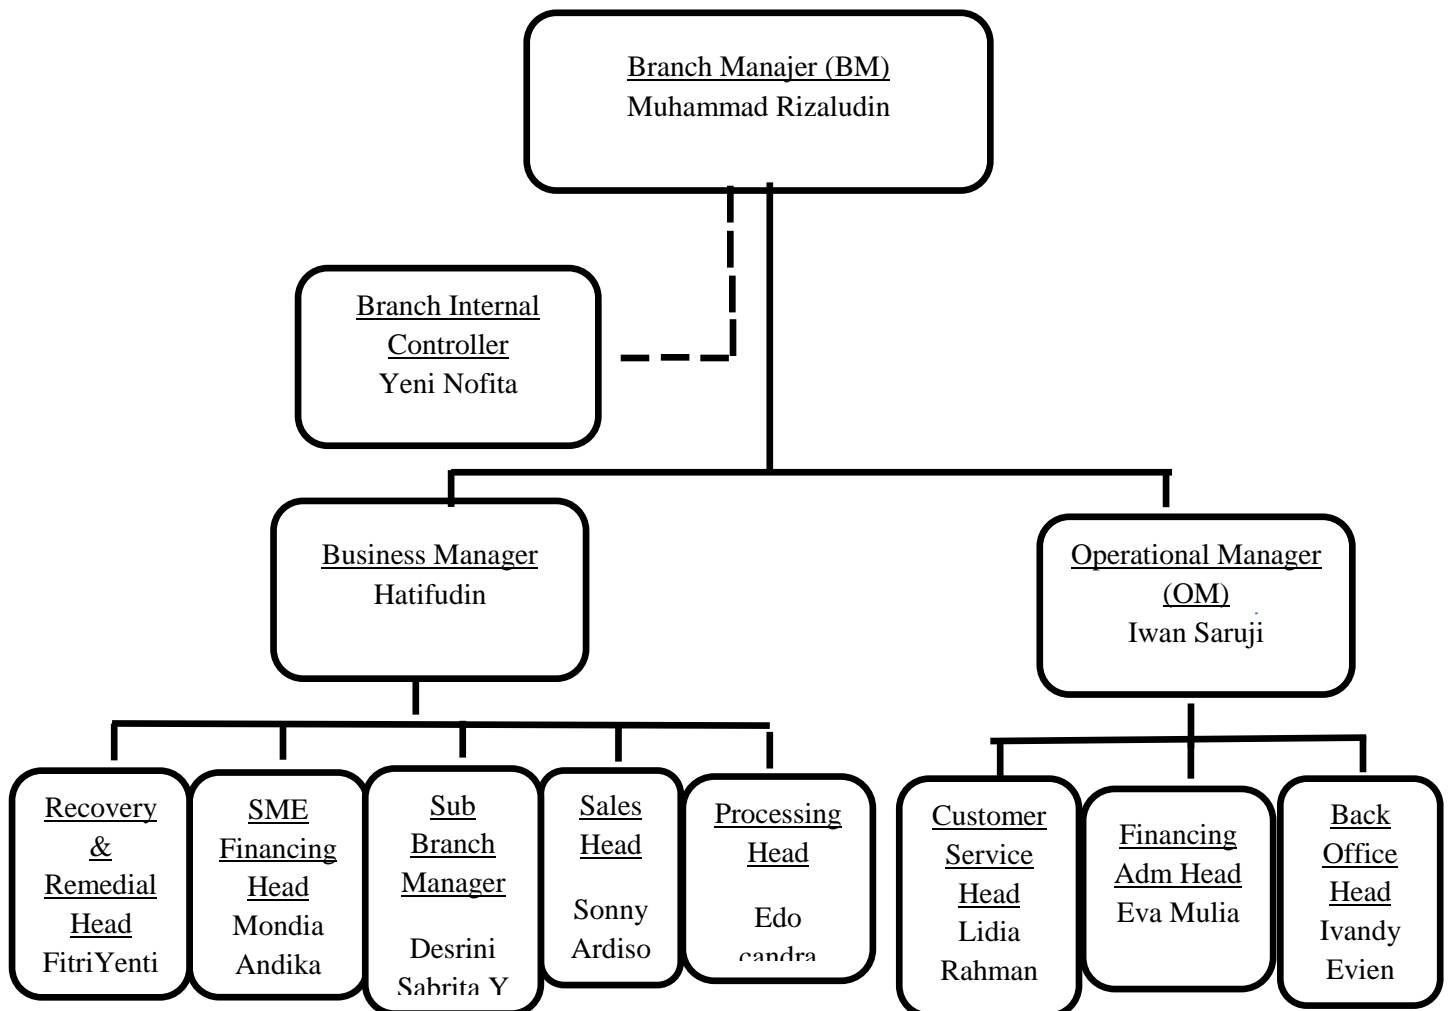 Branch Manajer (BM)
Muhammad Rizaludin
Branch Internal
Controller
Yeni Nofita
Business Manager
Hatifudin
Operational Manager
(OM)
Iwan Saruji
Recovery
&
Remedial
Head
FitriYenti
SME
Financing
Head
Mondia
Andika
Sub
Branch
Manager
Desrini
Sabrita Y
Sales
Head
Sonny
Ardiso
Processing
Head
Edo
candra
Customer
Service
Head
Lidia
Rahman
Financing
Adm Head
Eva Mulia
Back
Office
Head
Ivandy
Evien